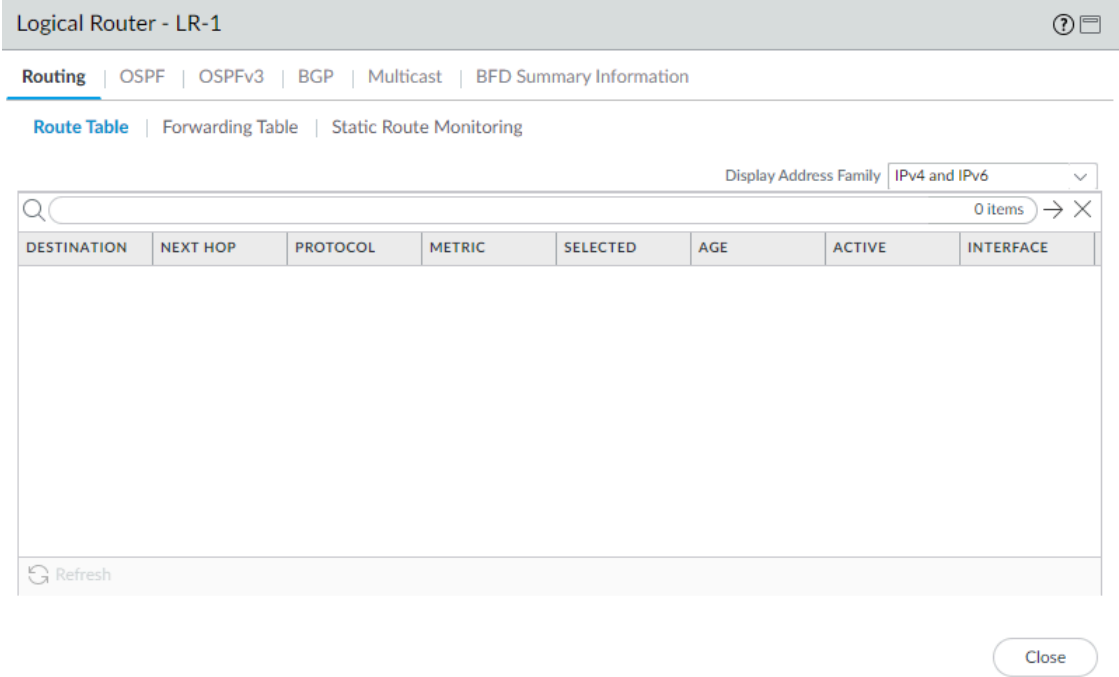 Logical Router - LR-1
Routing | OSPF | OSPFv3 | BGP | Multicast | BFD Summary Information
Route Table | Forwarding Table | Static Route Monitoring
Display Address Family IPv4 and IPv6
0 items
DESTINATION NEXT HOP PROTOCOL METRIC SELECTED AGE ACTIVE INTERFACE
Refresh
Close